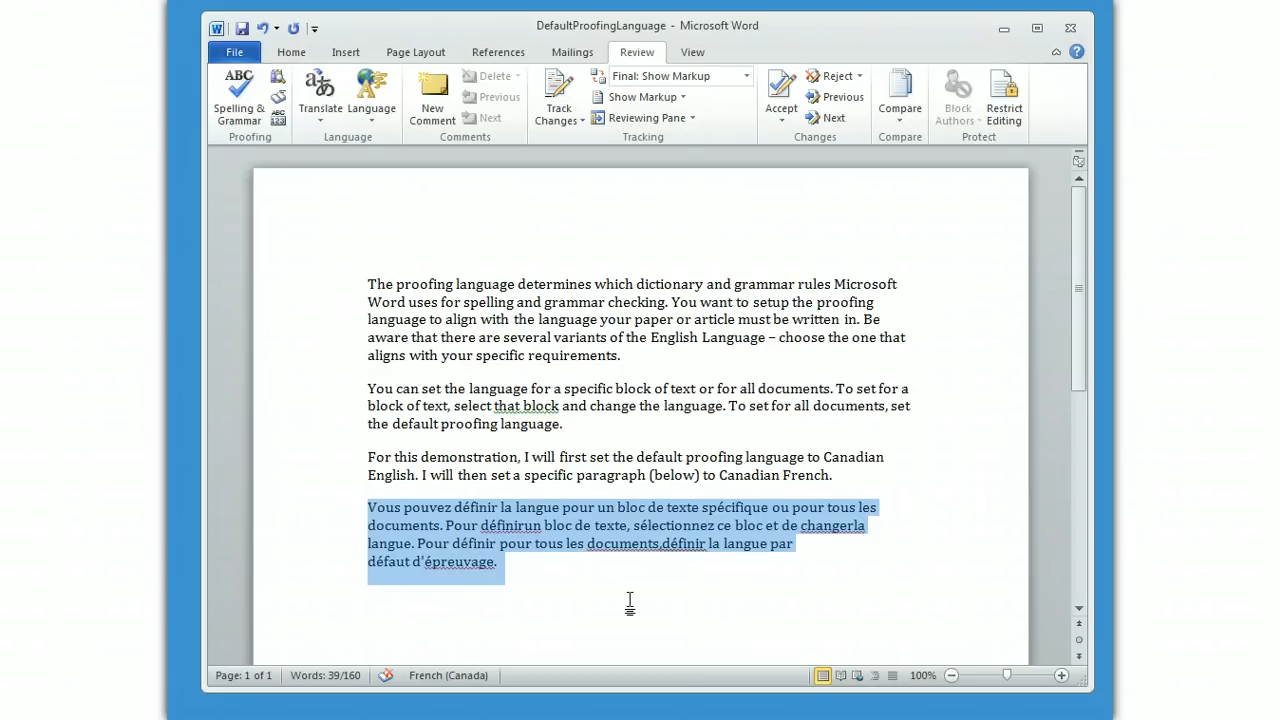 DefaultProofingLanguage - Microsoft Word
File Home Insert Page Layout References Mailings Review View
ABC Spelling & Grammar
Translate
Language
New Comment
Delete
Previous
Next
Track Changes
Final: Show Markup
Show Markup
Reviewing Pane
Accept
Reject
Previous
Next
Compare
Block Authors
Restrict Editing
Proofing Language Comments Tracking Changes Compare Protect
The proofing language determines which dictionary and grammar rules Microsoft
Word uses for spelling and grammar checking. You want to setup the proofing
language to align with the language your paper or article must be written in. Be
aware that there are several variants of the English Language – choose the one that
aligns with your specific requirements.
You can set the language for a specific block of text or for all documents. To set for a
block of text, select that block and change the language. To set for all documents, set
the default proofing language.
For this demonstration, I will first set the default proofing language to Canadian
English. I will then set a specific paragraph (below) to Canadian French.
Vous pouvez définir la langue pour un bloc de texte spécifique ou pour tous les
documents. Pour définirun bloc de texte, sélectionnez ce bloc et de changerla
langue. Pour définir pour tous les documents,définir la langue par
défaut d'épreuvage.
Page: 1 of 1 Words: 39/160 French (Canada) 100%